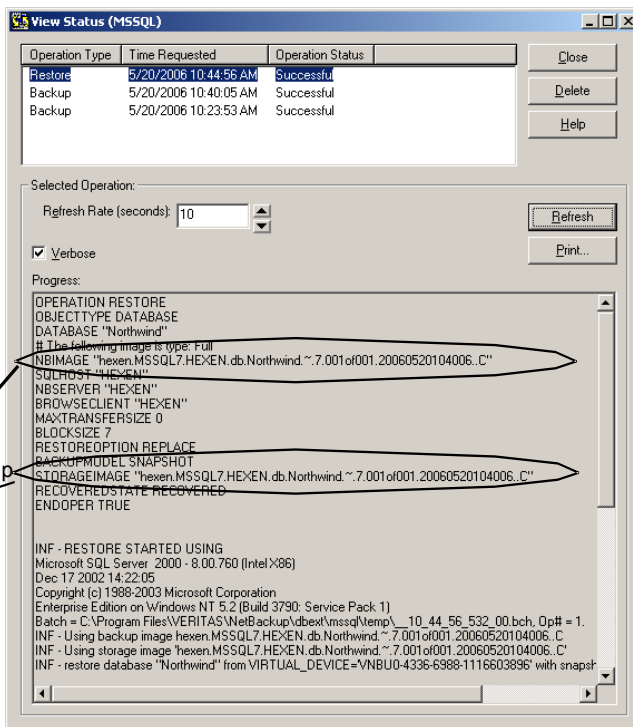 View Status (MSSQL)
Operation Type Time Requested Operation Status
Restore 5/20/2006 10:44:56 AM Successful
Backup 5/20/2006 10:40:05 AM Successful
Backup 5/20/2006 10:23:53 AM Successful
Close
Delete
Help
Selected Operation:
Refresh Rate (seconds): 10
Refresh
Verbose
Print...
Progress:
OPERATION RESTORE
OBJECTTYPE DATABASE
DATABASE "Northwind"
# The following image is type: Full
NBIMAGE "hexen.MSSQL7.HEXEN.db.Northwind.~.7.001of001.20060520104006..C"
SQLHOST "HEXEN"
NBSERVER "HEXEN"
BROWSECLIENT "HEXEN"
MAXTRANSFERSIZE 0
BLOCKSIZE 7
RESTOREOPTION REPLACE
BACKUPMODEL SNAPSHOT
p
STORAGEIMAGE "hexen.MSSQL7.HEXEN.db.Northwind.~.7.001of001.20060520104006..C"
RECOVEREDSTATE RECOVERED
ENDOPER TRUE
INF - RESTORE STARTED USING
Microsoft SQL Server 2000 - 8.00.760 (Intel X86)
Dec 17 2002 14:22:05
Copyright (c) 1988-2003 Microsoft Corporation
Enterprise Edition on Windows NT 5.2 (Build 3790: Service Pack 1)
Batch = C:\Program Files\VERITAS\NetBackup\dbext\mssql\temp\__10_44_56_532_00.bch, Op# = 1.
INF - Using backup image hexen.MSSQL7.HEXEN.db.Northwind.~.7.001of001.20060520104006..C
INF - Using storage image 'hexen.MSSQL7.HEXEN.db.Northwind.~.7.001of001.20060520104006..C'
INF - restore database "Northwind" from VIRTUAL_DEVICE='VNBU0-4336-6988-1116603896' with snapsh